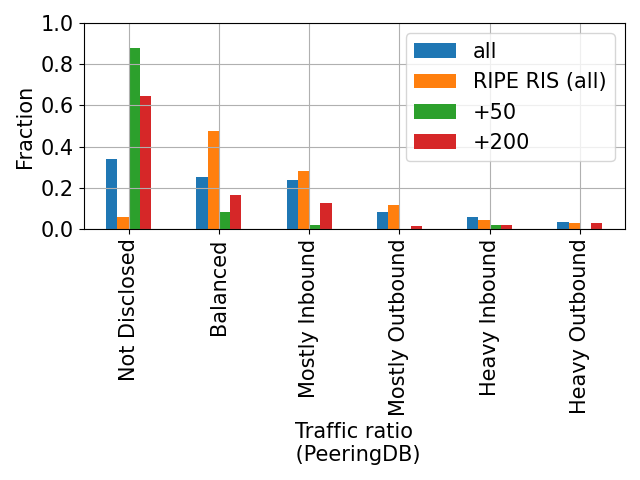 1.0
0.8
0.6
0.4
0.2
0.0
Fraction
all
RIPE RIS (all)
+50
+200
Not Disclosed
Balanced
Mostly Inbound
Mostly Outbound
Heavy Inbound
Heavy Outbound
Traffic ratio
(PeeringDB)